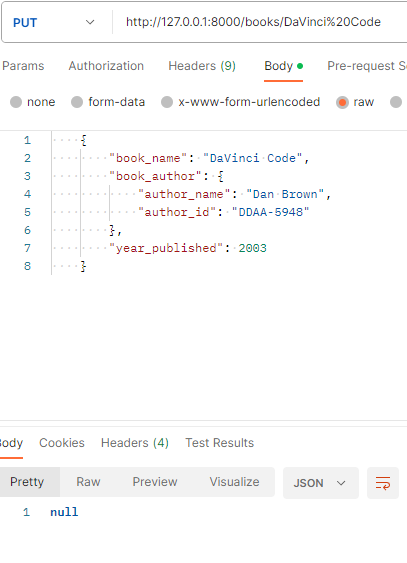 PUT http://127.0.0.1:8000/books/DaVinci%20Code
Params Authorization Headers (9) Body Pre-request S
none form-data x-www-form-urlencoded raw
1 {
2 "book_name": "DaVinci Code",
3 "book_author": {
4 "author_name": "Dan Brown",
5 "author_id": "DDAA-5948"
6 },
7 "year_published": 2003
8 }
ody Cookies Headers (4) Test Results
Pretty Raw Preview Visualize JSON
1 null